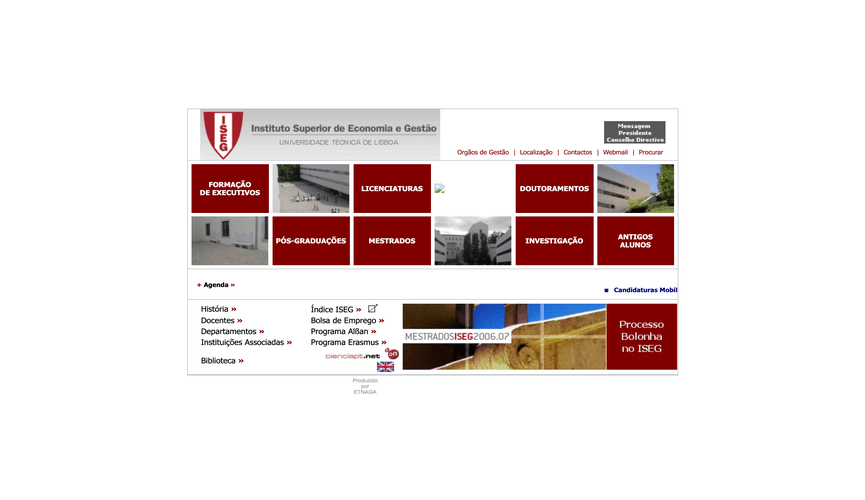 ISEG
Instituto Superior de Economia e Gestão
UNIVERSIDADE TÉCNICA DE LISBOA
Mensagem
Presidente
Conselho Directivo
Orgãos de Gestão | Localização | Contactos | Webmail | Procurar
FORMAÇÃO
DE EXECUTIVOS
LICENCIATURAS
DOUTORAMENTOS
PÓS-GRADUAÇÕES
MESTRADOS
INVESTIGAÇÃO
ANTIGOS
ALUNOS
+ Agenda »
Candidaturas Mobil
História »
Docentes »
Departamentos »
Instituições Associadas »
Biblioteca »
Índice ISEG »
Bolsa de Emprego »
Programa Alßan »
Programa Erasmus »
cienciapt.net
b on
MESTRADOSISEG2006.07
Processo
Bolonha
no ISEG
Produzido
por
ETNAGA